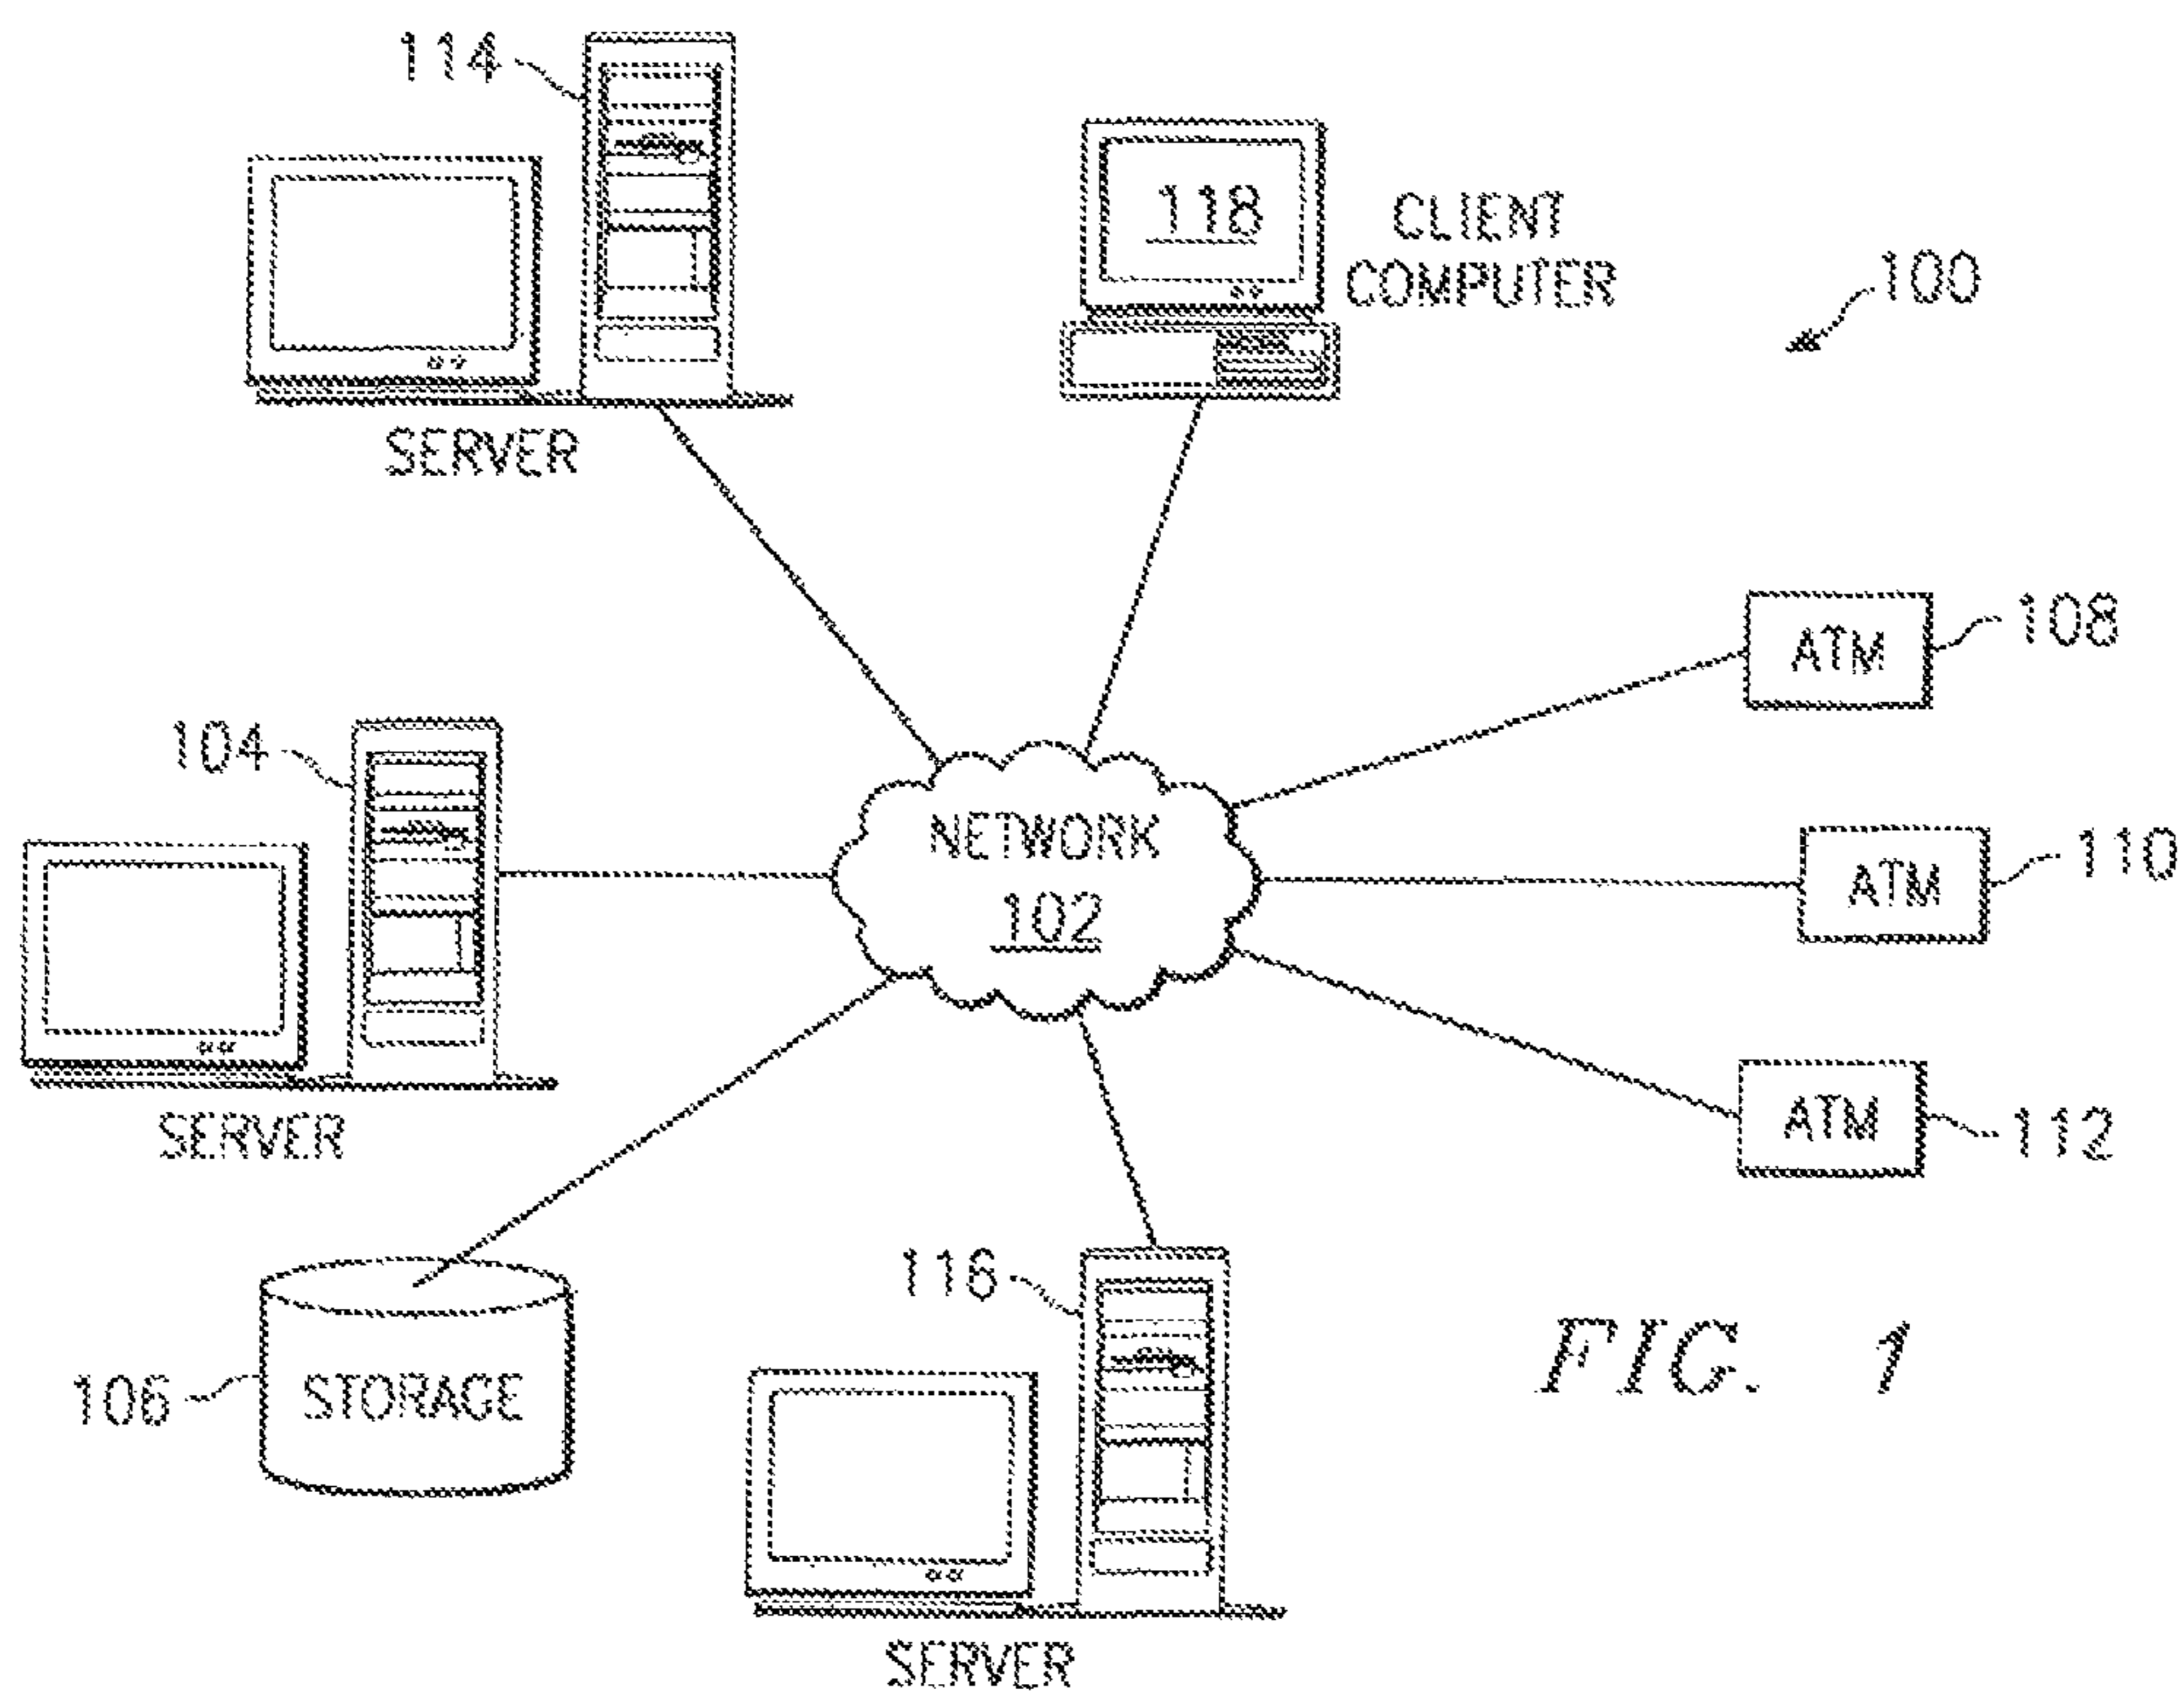 114
118
CLIENT
COMPUTER
100
SERVER
ATM
108
104
NETWORK
102
ATM
110
SERVER
ATM
112
116
106
STORAGE
FIG. 1
SERVER